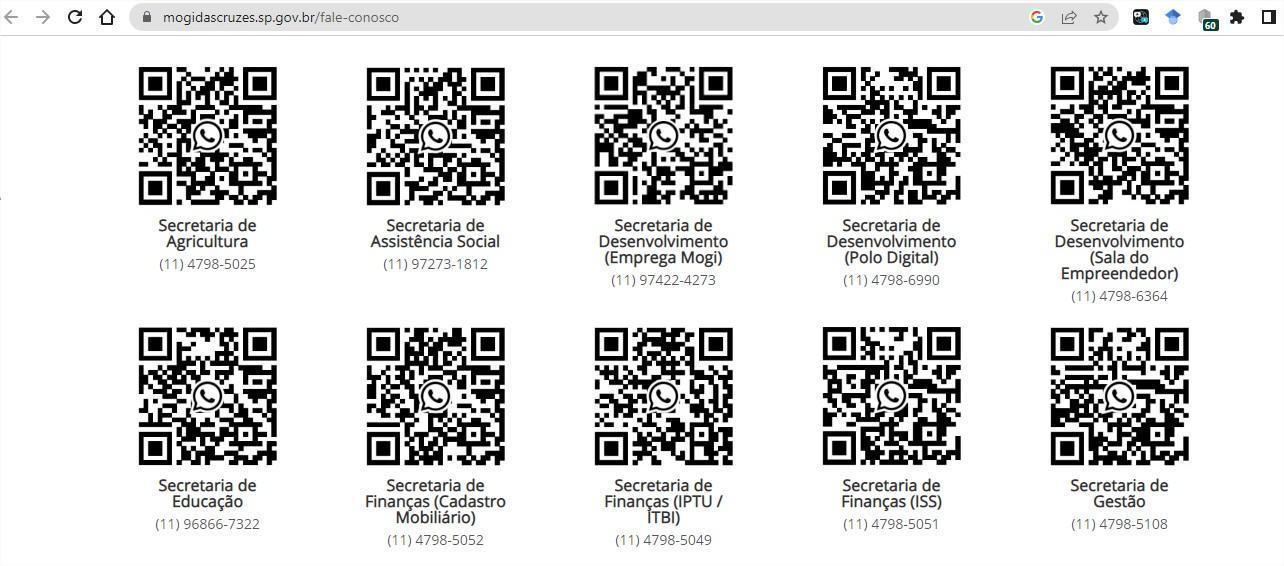 mogidascruzes.sp.gov.br/fale-conosco
60
Secretaria de
Agricultura
(11) 4798-5025
Secretaria de
Assistência Social
(11) 97273-1812
Secretaria de
Desenvolvimento
(Emprega Mogi)
(11) 97422-4273
Secretaria de
Desenvolvimento
(Polo Digital)
(11) 4798-6990
Secretaria de
Desenvolvimento
(Sala do
Empreendedor)
(11) 4798-6364
Secretaria de
Educação
(11) 96866-7322
Secretaria de
Finanças (Cadastro
Mobiliário)
(11) 4798-5052
Secretaria de
Finanças (IPTU /
ITBI)
(11) 4798-5049
Secretaria de
Finanças (ISS)
(11) 4798-5051
Secretaria de
Gestão
(11) 4798-5108